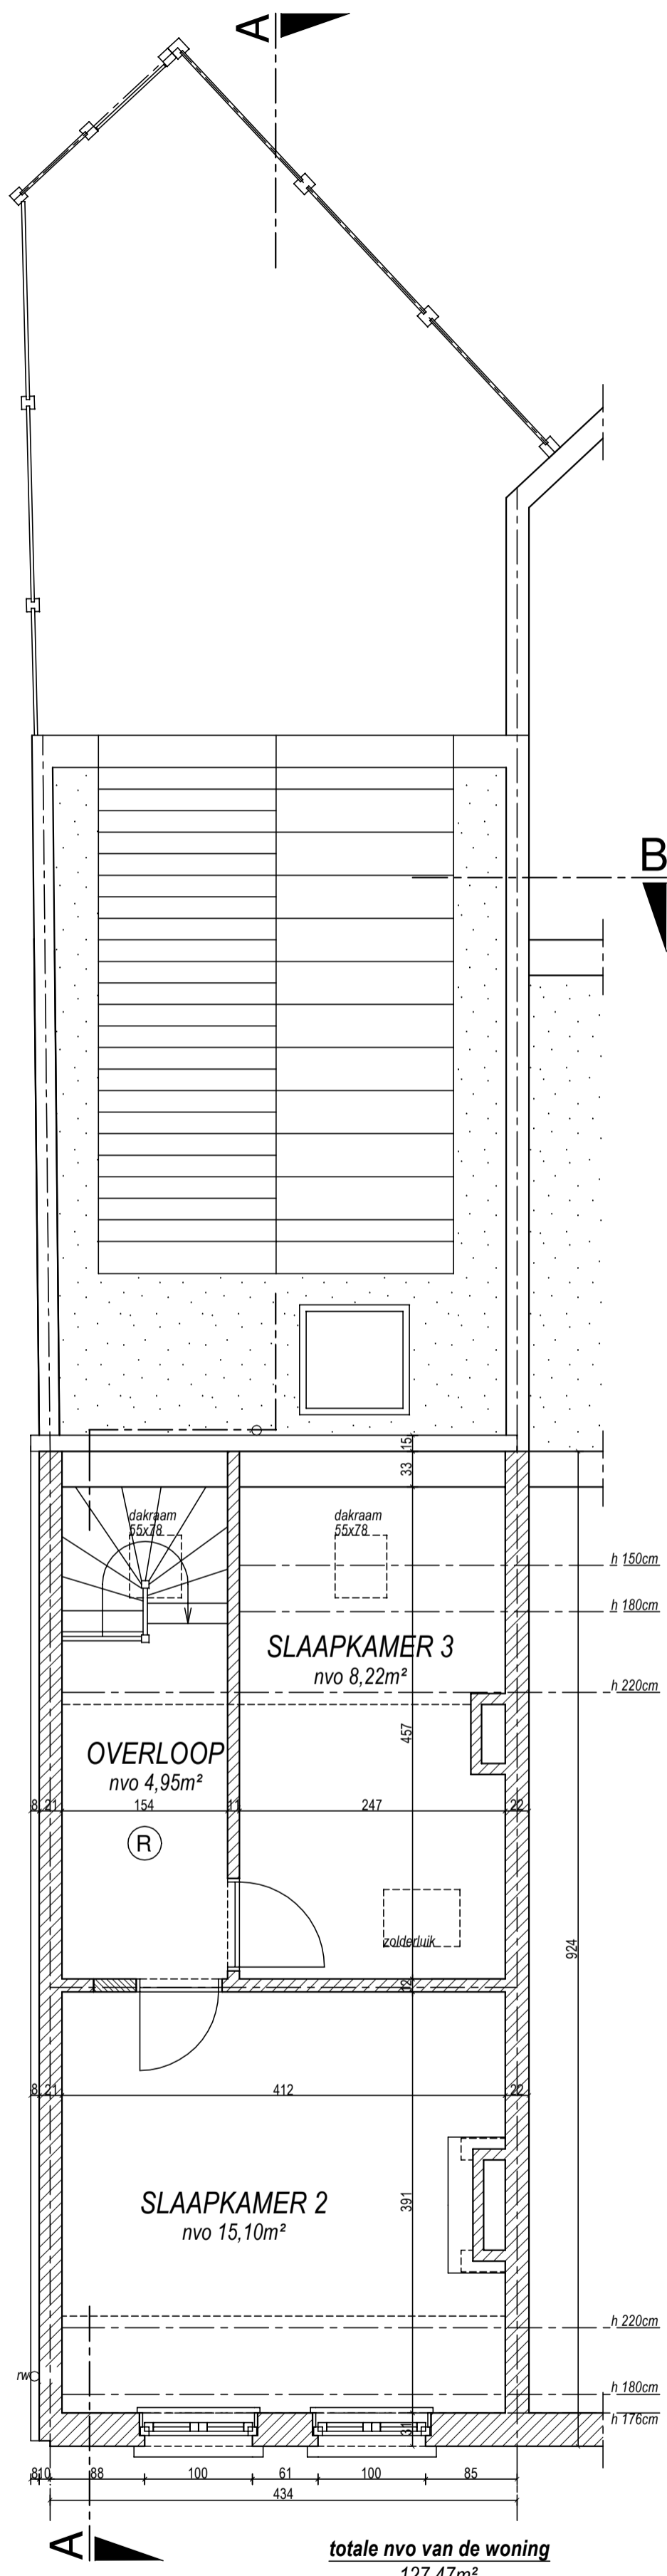 A
B
15
33
dakraam
55x78
dakraam
55x78
h 150cm
h 180cm
SLAAPKAMER 3
nvo 8,22m²
h 220cm
457
OVERLOOP
nvo 4,95m²
8 21 154 11 247 22
R
zolderluik
924
12
8 21 412 22
SLAAPKAMER 2
nvo 15,10m²
391
h 220cm
rw
h 180cm
h 176cm
31
8 10 88 100 61 100 85
434
A
totale nvo van de woning
127,47m²